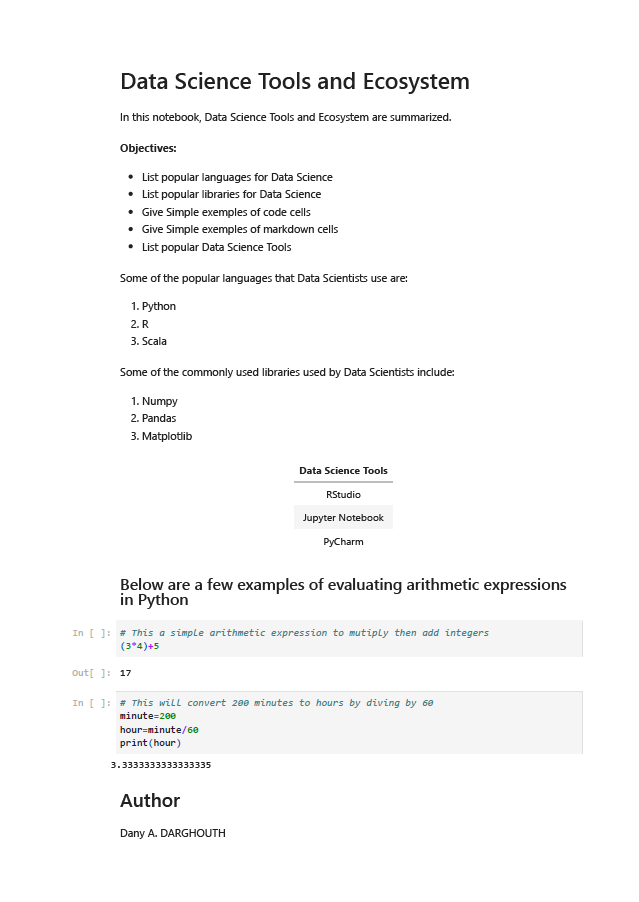 Data Science Tools and Ecosystem
In this notebook, Data Science Tools and Ecosystem are summarized.
Objectives:
• List popular languages for Data Science
• List popular libraries for Data Science
• Give Simple exemples of code cells
• Give Simple exemples of markdown cells
• List popular Data Science Tools
Some of the popular languages that Data Scientists use are:
1. Python
2. R
3. Scala
Some of the commonly used libraries used by Data Scientists include:
1. Numpy
2. Pandas
3. Matplotlib
Data Science Tools
RStudio
Jupyter Notebook
PyCharm
Below are a few examples of evaluating arithmetic expressions
in Python
In [ ]: # This a simple arithmetic expression to mutiply then add integers
(3*4)+5
Out[ ]: 17
In [ ]: # This will convert 200 minutes to hours by diving by 60
minute=200
hour=minute/60
print(hour)
3.3333333333333335
Author
Dany A. DARGHOUTH